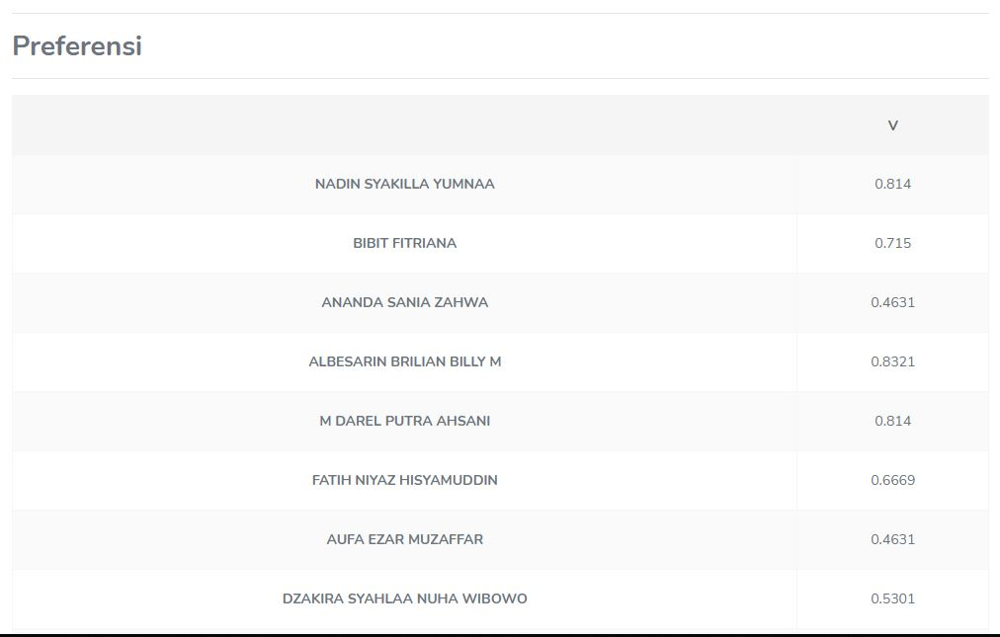 Preferensi
V
NADIN SYAKILLA YUMNAA 0.814
BIBIT FITRIANA 0.715
ANANDA SANIA ZAHWA 0.4631
ALBESARIN BRILIAN BILLY M 0.8321
M DAREL PUTRA AHSANI 0.814
FATIH NIYAZ HISYAMUDDIN 0.6669
AUFA EZAR MUZAFFAR 0.4631
DZAKIRA SYAHLAA NUHA WIBOWO 0.5301